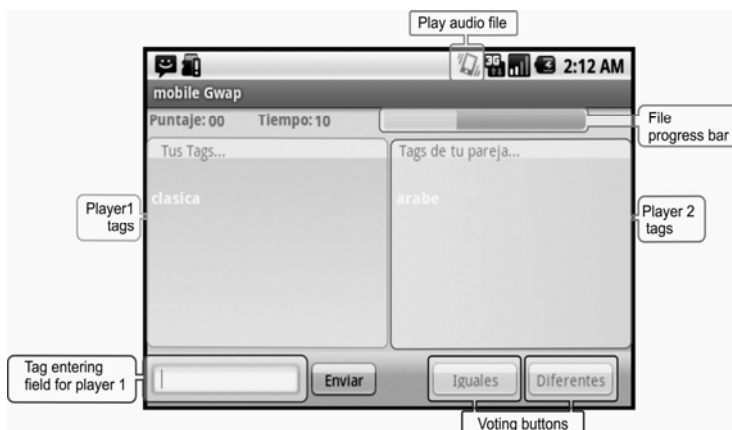 Play audio file
3G
2:12 AM
mobile Gwap
Puntaje: 00 Tiempo: 10
File
progress bar
Tus Tags...
Tags de tu pareja...
clasica
arabe
Player1
tags
Player 2
tags
Tag entering
field for player 1
Enviar
Iguales
Diferentes
Voting buttons